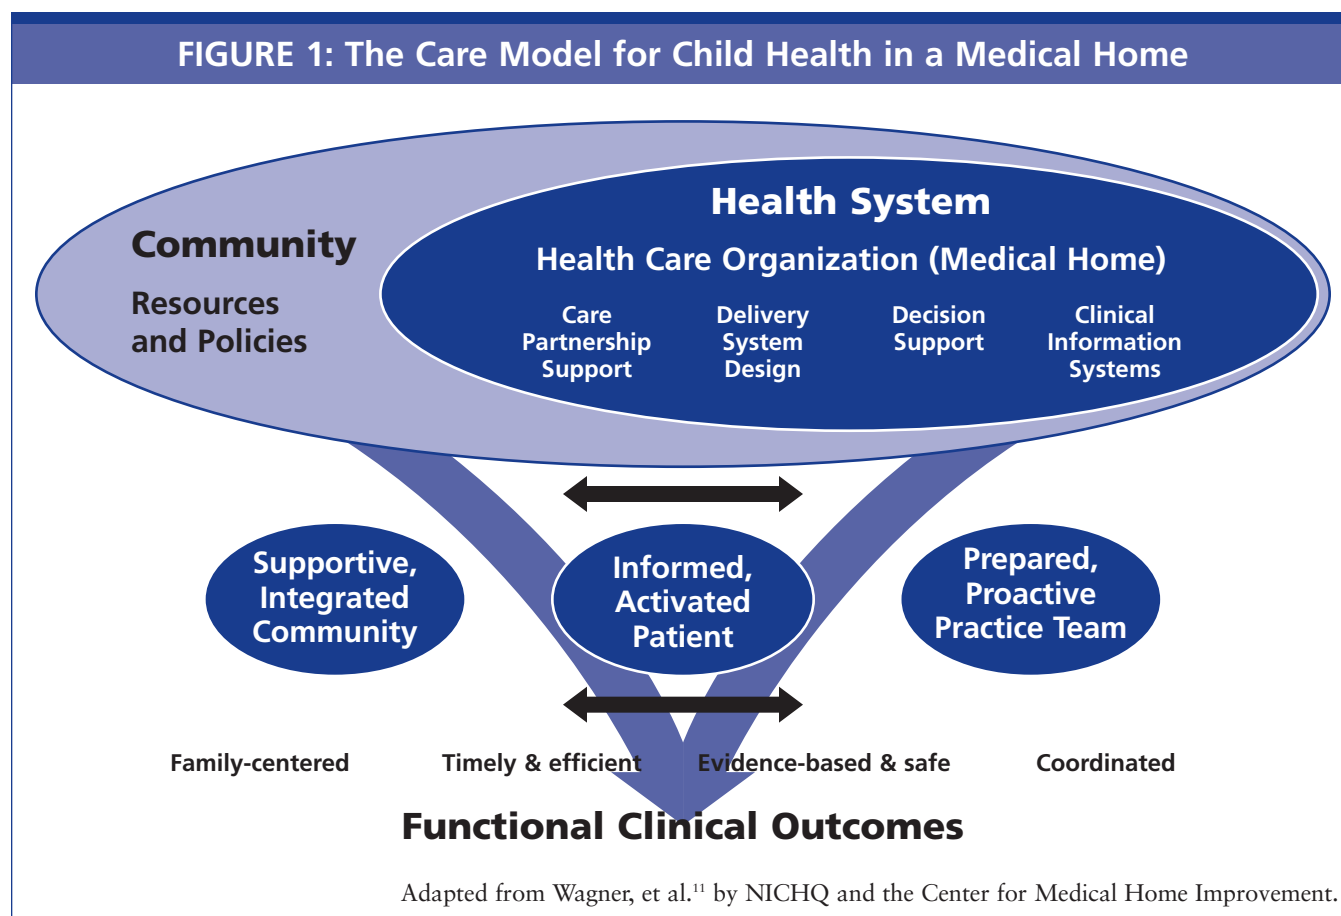 FIGURE 1: The Care Model for Child Health in a Medical Home
Health System
Health Care Organization (Medical Home)
Community
Resources
and Policies
Care
Partnership
Support
Delivery
System
Design
Decision
Support
Clinical
Information
Systems
Supportive,
Integrated
Community
Informed,
Activated
Patient
Prepared,
Proactive
Practice Team
Family-centered
Timely & efficient
Evidence-based & safe
Coordinated
Functional Clinical Outcomes
Adapted from Wagner, et al.¹¹ by NICHQ and the Center for Medical Home Improvement.